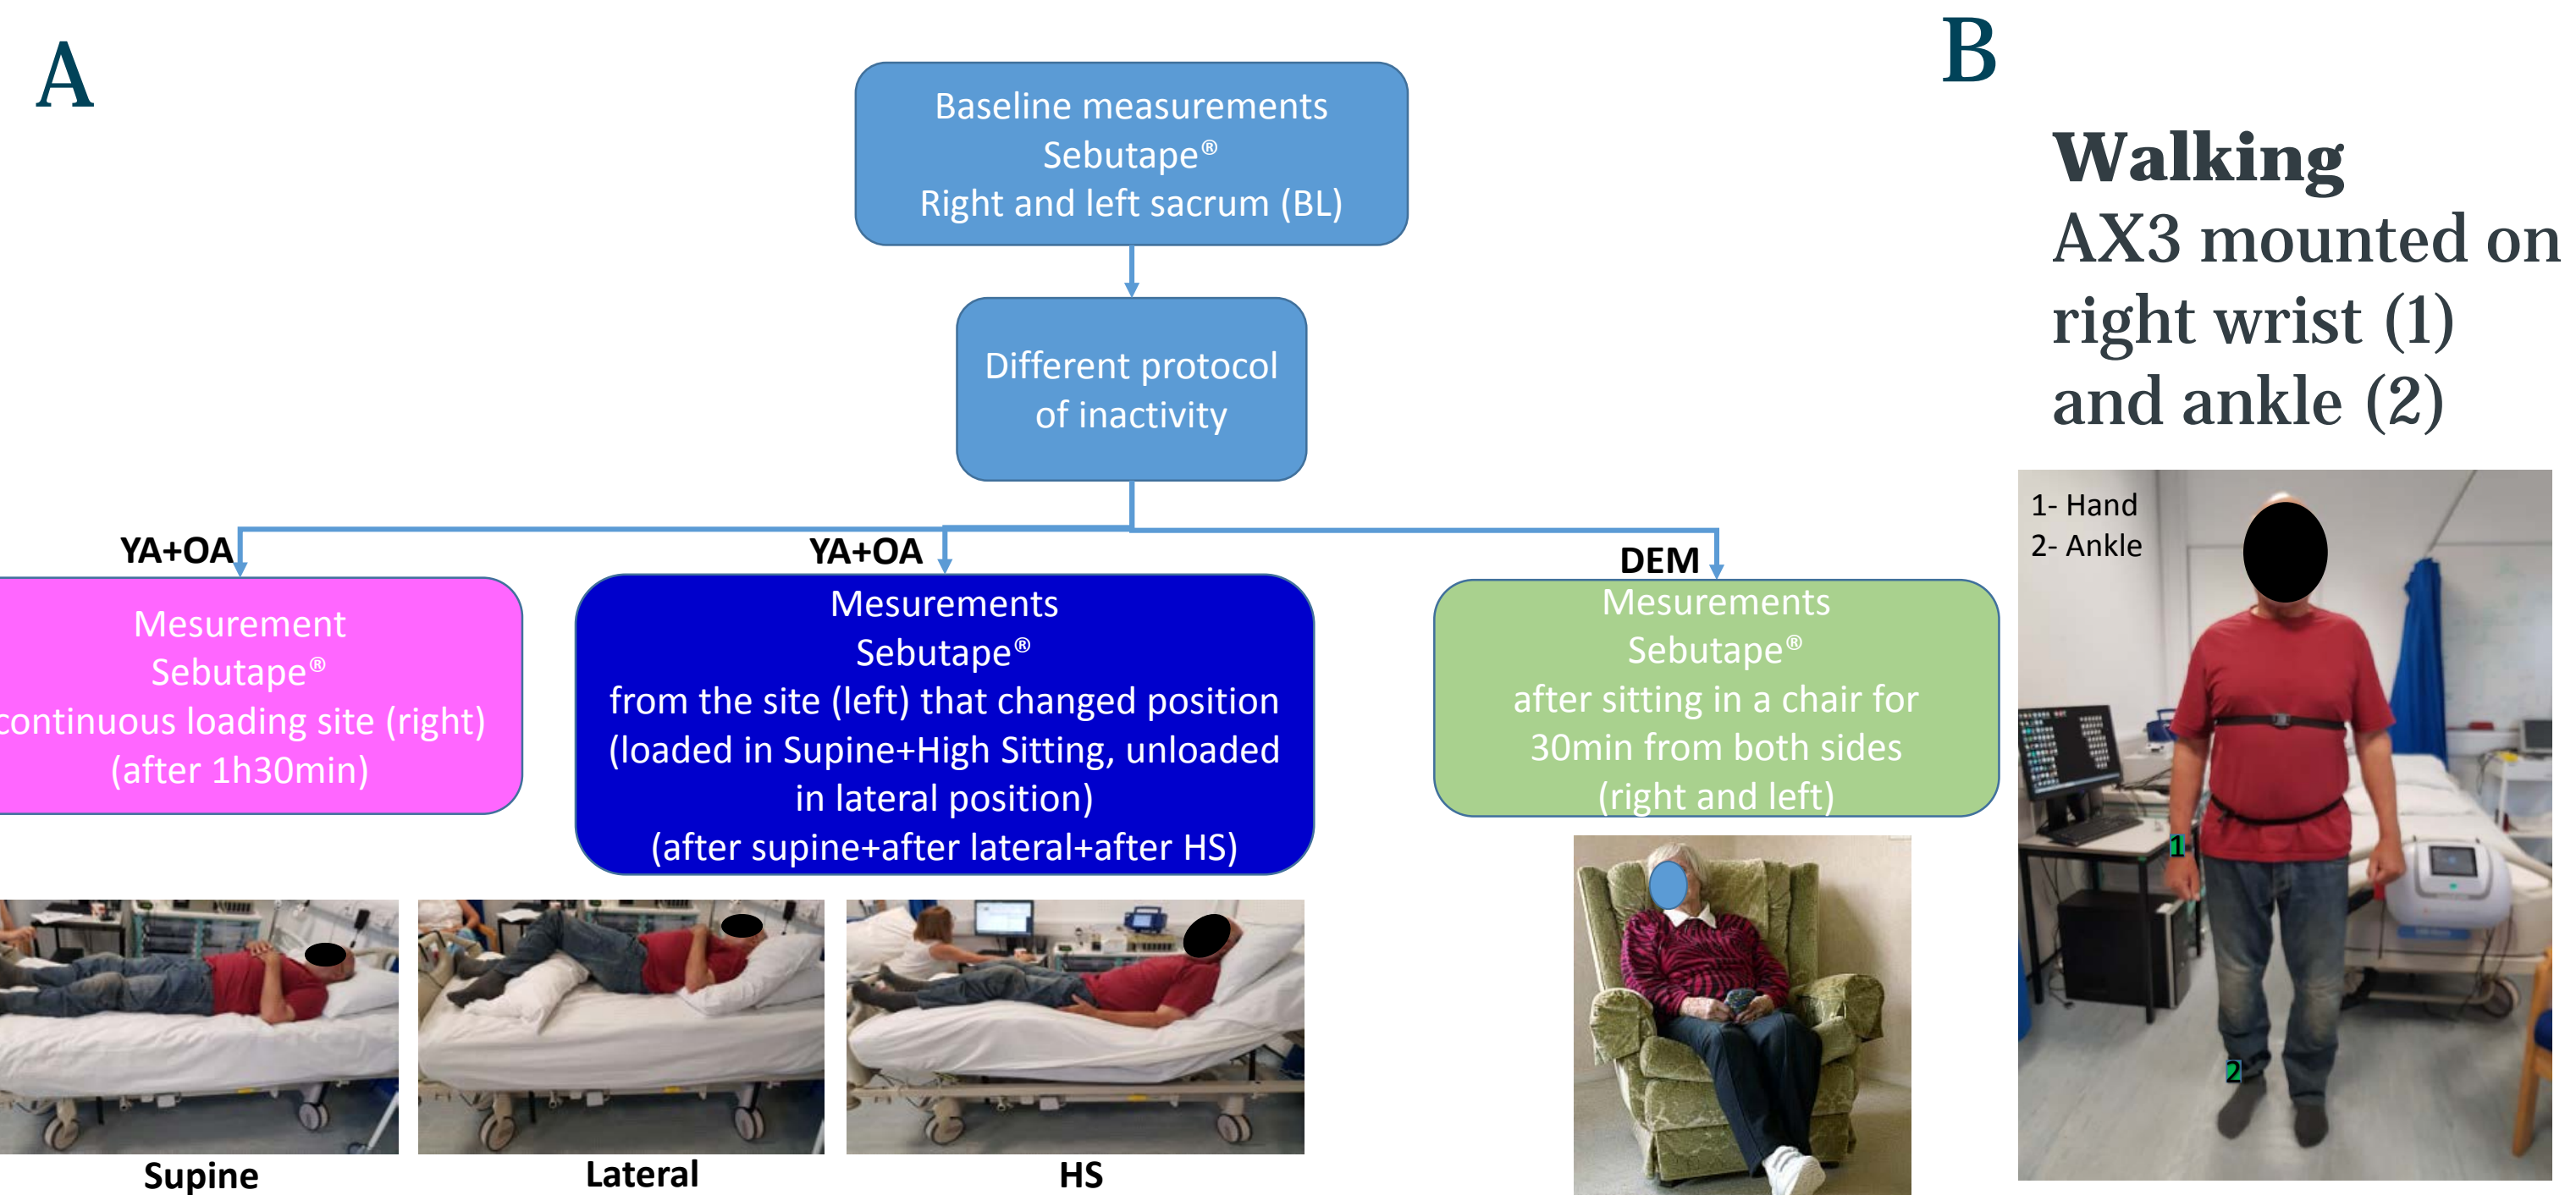 A
Baseline measurements
Sebutape®
Right and left sacrum (BL)
Different protocol
of inactivity
YA+OA
Mesurement
Sebutape®
continuous loading site (right)
(after 1h30min)
YA+OA
Mesurements
Sebutape®
from the site (left) that changed position
(loaded in Supine+High Sitting, unloaded
in lateral position)
(after supine+after lateral+after HS)
DEM
Mesurements
Sebutape®
after sitting in a chair for
30min from both sides
(right and left)
Supine
Lateral
HS
B
Walking
AX3 mounted on
right wrist (1)
and ankle (2)
1- Hand
2- Ankle
1
2